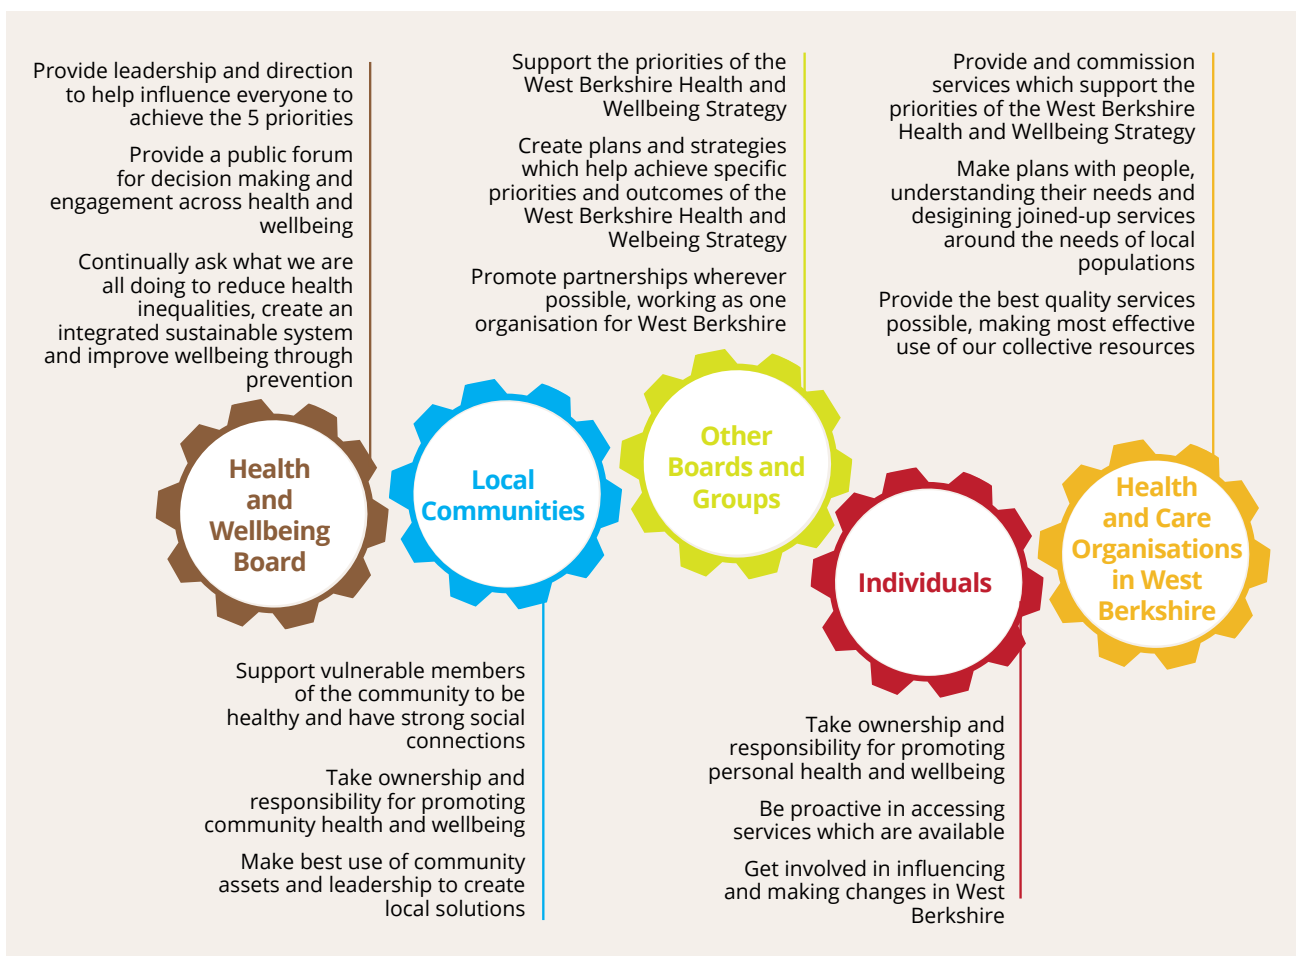 Provide leadership and direction
to help influence everyone to
achieve the 5 priorities
Provide a public forum
for decision making and
engagement across health and
wellbeing
Continually ask what we are
all doing to reduce health
inequalities, create an
integrated sustainable system
and improve wellbeing through
prevention
Health
and
Wellbeing
Board
Local
Communities
Support vulnerable members
of the community to be
healthy and have strong social
connections
Take ownership and
responsibility for promoting
community health and wellbeing
Make best use of community
assets and leadership to create
local solutions
Support the priorities of the
West Berkshire Health and
Wellbeing Strategy
Create plans and strategies
which help achieve specific
priorities and outcomes of the
West Berkshire Health and
Welbeing Strategy
Promote partnerships wherever
possible, working as one
organisation for West Berkshire
Other
Boards and
Groups
Individuals
Take ownership and
responsibility for promoting
personal health and wellbeing
Be proactive in accessing
services which are available
Get involved in influencing
and making changes in West
Berkshire
Provide and commission
services which support the
priorities of the West Berkshire
Health and Wellbeing Strategy
Make plans with people,
understanding their needs and
desigining joined-up services
around the needs of local
populations
Provide the best quality services
possible, making most effective
use of our collective resources
Health
and Care
Organisations
in West
Berkshire